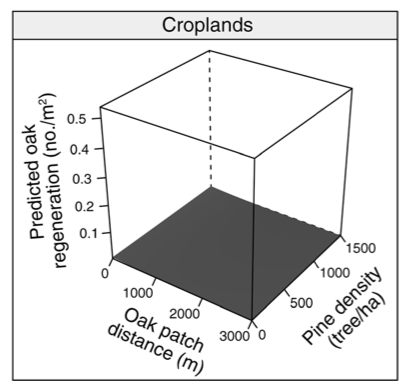 Croplands
Predicted oak
regeneration (no./m²)
0.5
0.4
0.3
0.2
0.1
0
1000
2000
3000
Oak patch
distance (m)
0
500
1000
1500
Pine density
(tree/ha)